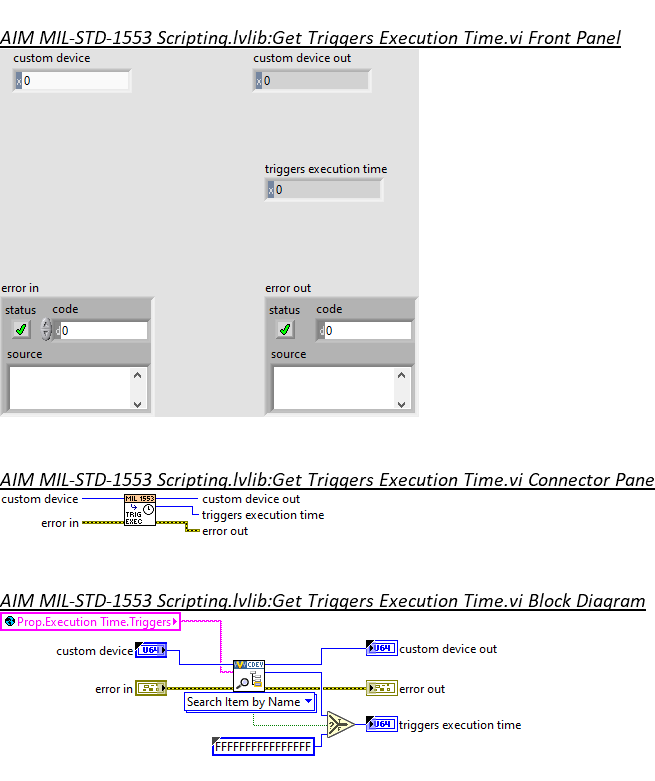 AIM MIL-STD-1553 Scripting.lvlib:Get Triggers Execution Time.vi Front Panel
custom device
custom device out
x 0
x 0
triggers execution time
x 0
error in
error out
status code
status code
d 0
d 0
source
source
AIM MIL-STD-1553 Scripting.lvlib:Get Triggers Execution Time.vi Connector Pane
custom device
MIL 1553
custom device out
TRIG
triggers execution time
error in
EXEC
error out
AIM MIL-STD-1553 Scripting.lvlib:Get Triggers Execution Time.vi Block Diagram
Prop.Execution Time.Triggers
custom device
U64
U64
custom device out
CDEV
error in
error out
Search Item by Name
?
U64
triggers execution time
FFFFFFFFFFFFFFFF